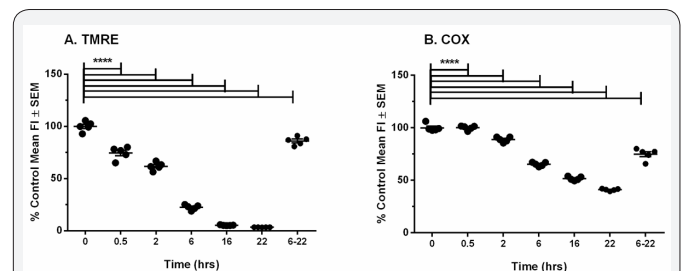 A. TMRE
B. COX
****
****
150
100
50
0
% Control Mean FI ± SEM
0 0.5 2 6 16 22 6-22
Time (hrs)
150
100
50
0
% Control Mean FI ± SEM
0 0.5 2 6 16 22 6-22
Time (hrs)